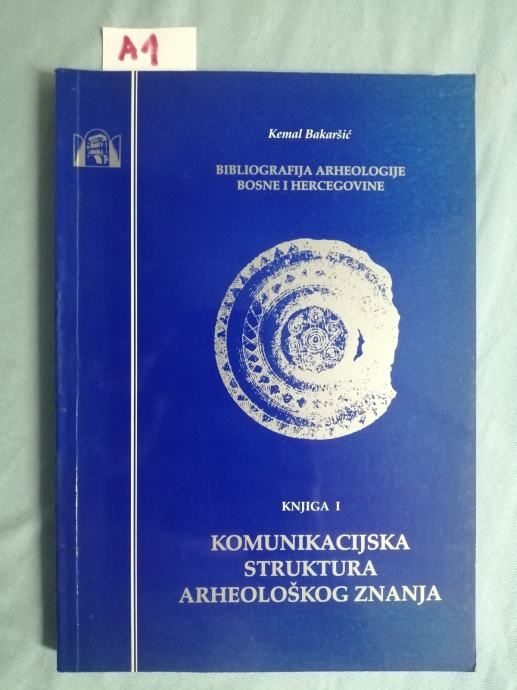 A1
Kemal Bakaršić
BIBLIOGRAFIJA ARHEOLOGIJE
BOSNE I HERCEGOVINE
KNJIGA I
KOMUNIKACIJSKA
STRUKTURA
ARHEOLOŠKOG ZNANJA